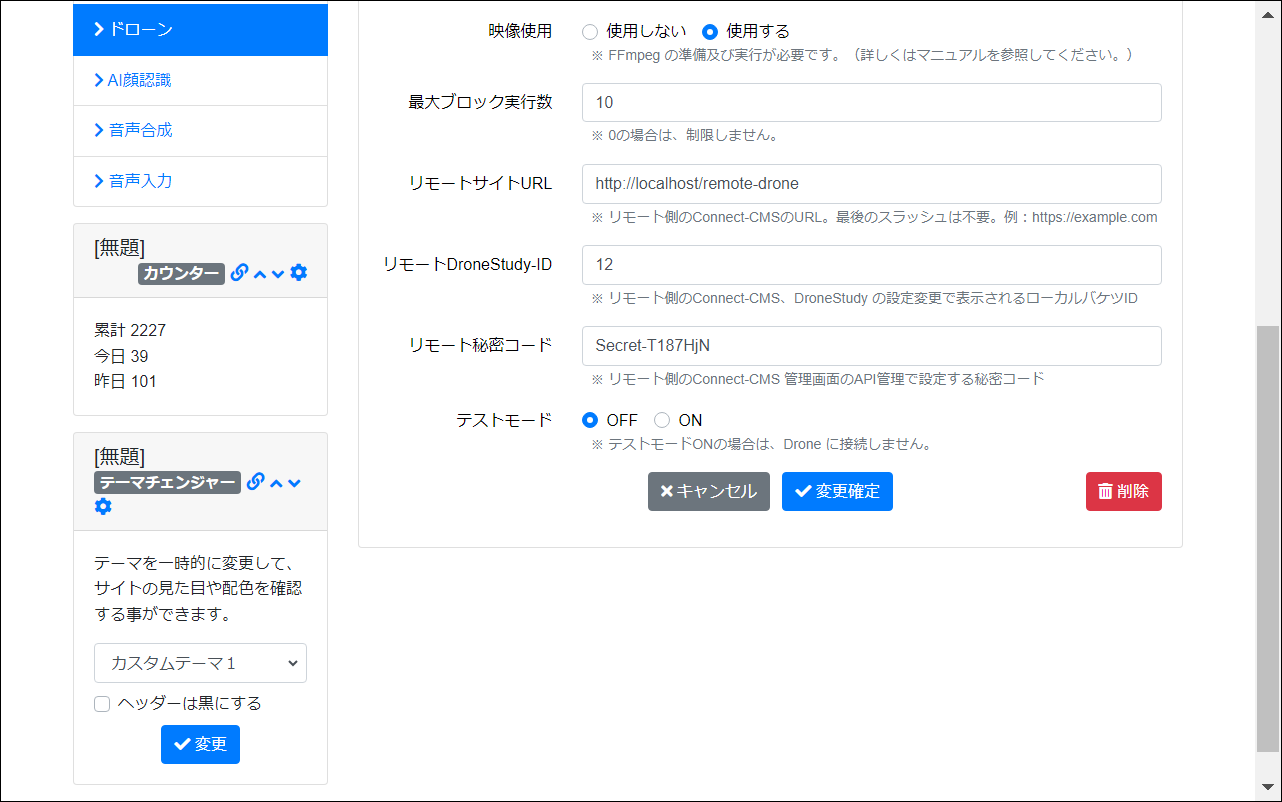 ドローン
AI顔認識
音声合成
音声入力
[無題]
カウンター
累計 2227
今日 39
昨日 101
[無題]
テーマチェンジャー
テーマを一時的に変更して、
サイトの見た目や配色を確認
する事ができます。
カスタムテーマ１
ヘッダーは黒にする
変更
映像使用 使用しない 使用する
※ FFmpeg の準備及び実行が必要です。（詳しくはマニュアルを参照してください。）
最大ブロック実行数 10
※ 0の場合は、制限しません。
リモートサイトURL http://localhost/remote-drone
※ リモート側のConnect-CMSのURL。最後のスラッシュは不要。例：https://example.com
リモートDroneStudy-ID 12
※ リモート側のConnect-CMS、DroneStudy の設定変更で表示されるローカルバケツID
リモート秘密コード Secret-T187HjN
※ リモート側のConnect-CMS 管理画面のAPI管理で設定する秘密コード
テストモード OFF ON
※ テストモードONの場合は、Drone に接続しません。
キャンセル 変更確定 削除